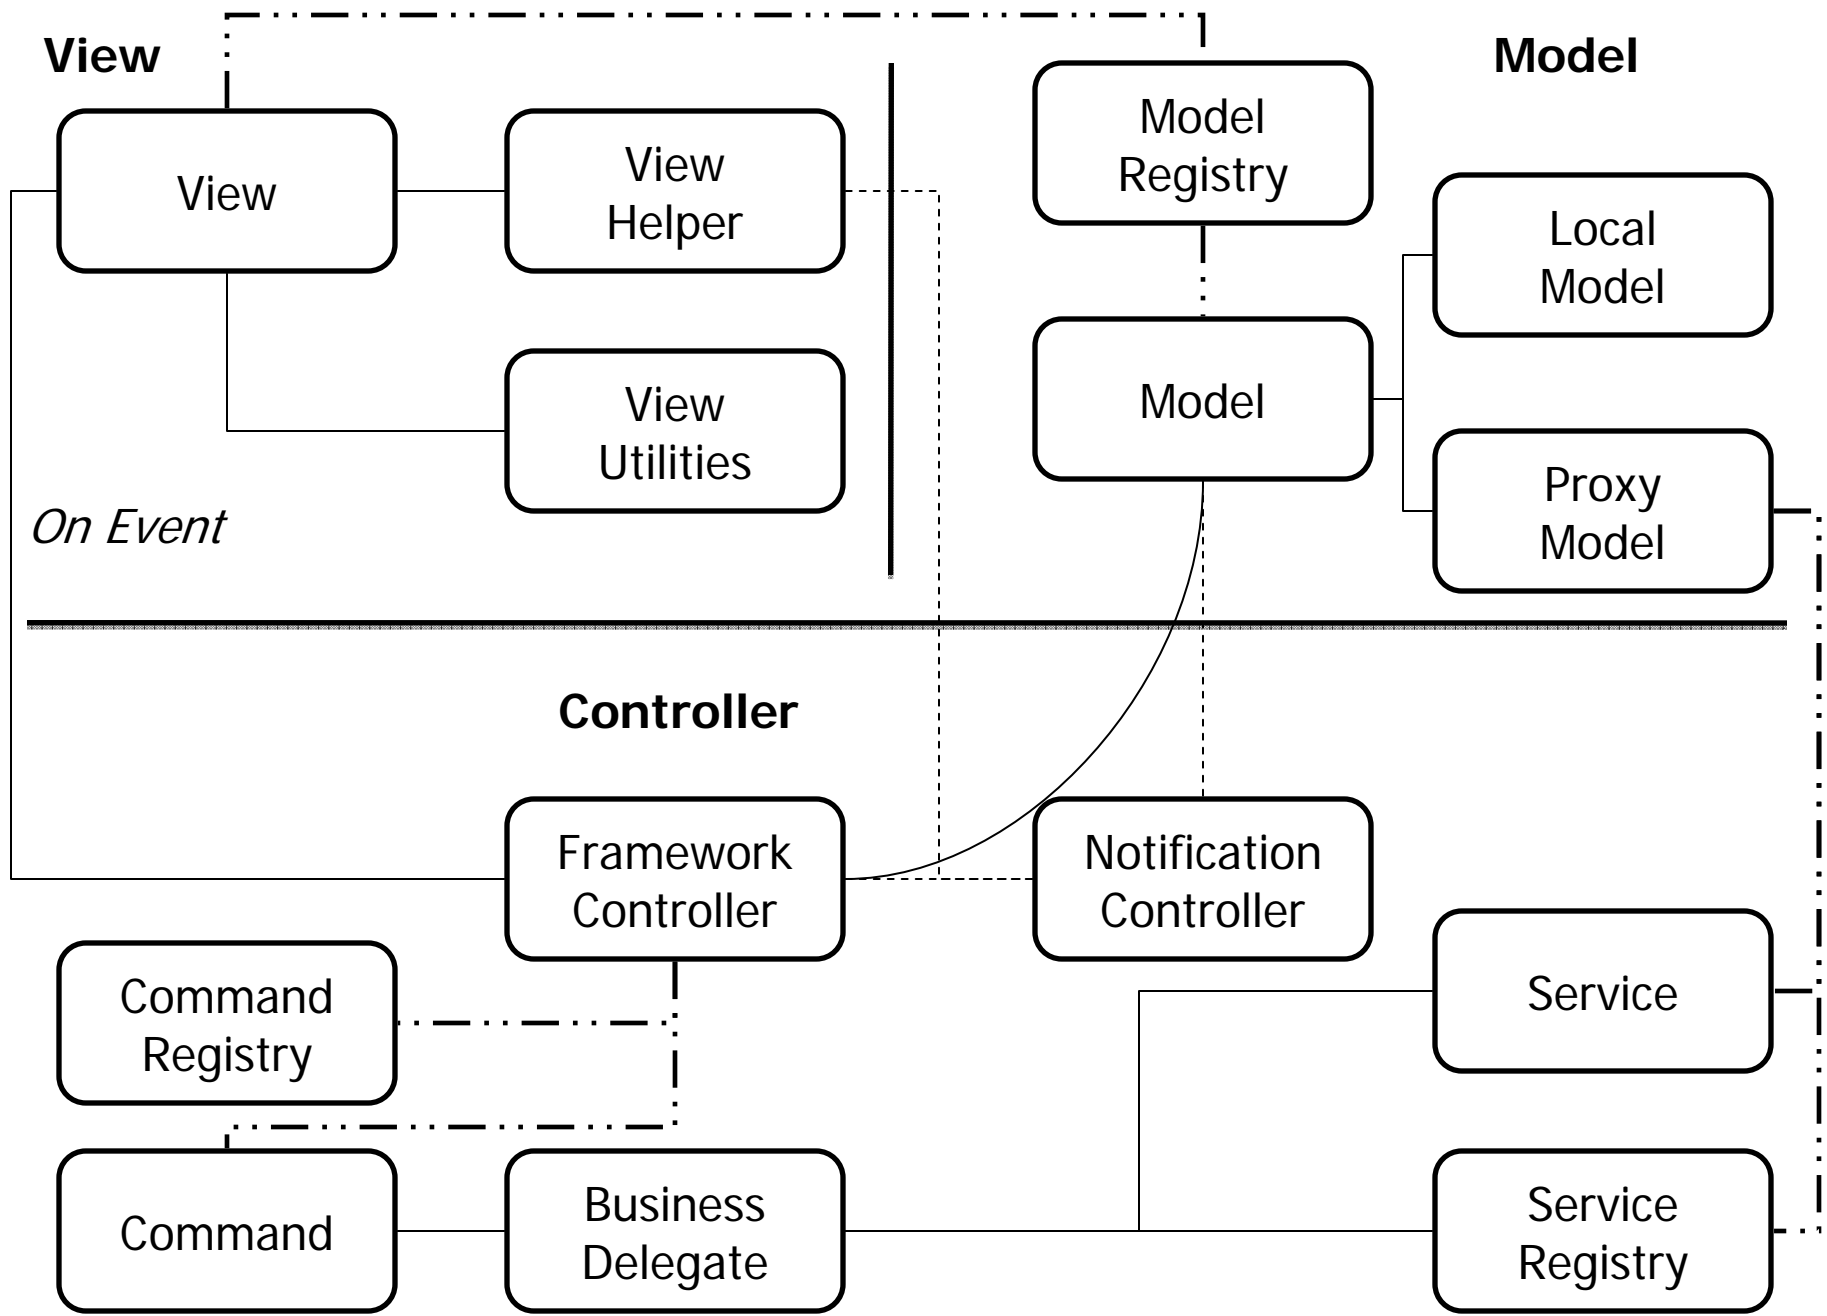 View
Model
View
View
Helper
Model
Registry
Local
Model
View
Utilities
Model
Proxy
Model
On Event
Controller
Framework
Controller
Notification
Controller
Command
Registry
Service
Command
Business
Delegate
Service
Registry